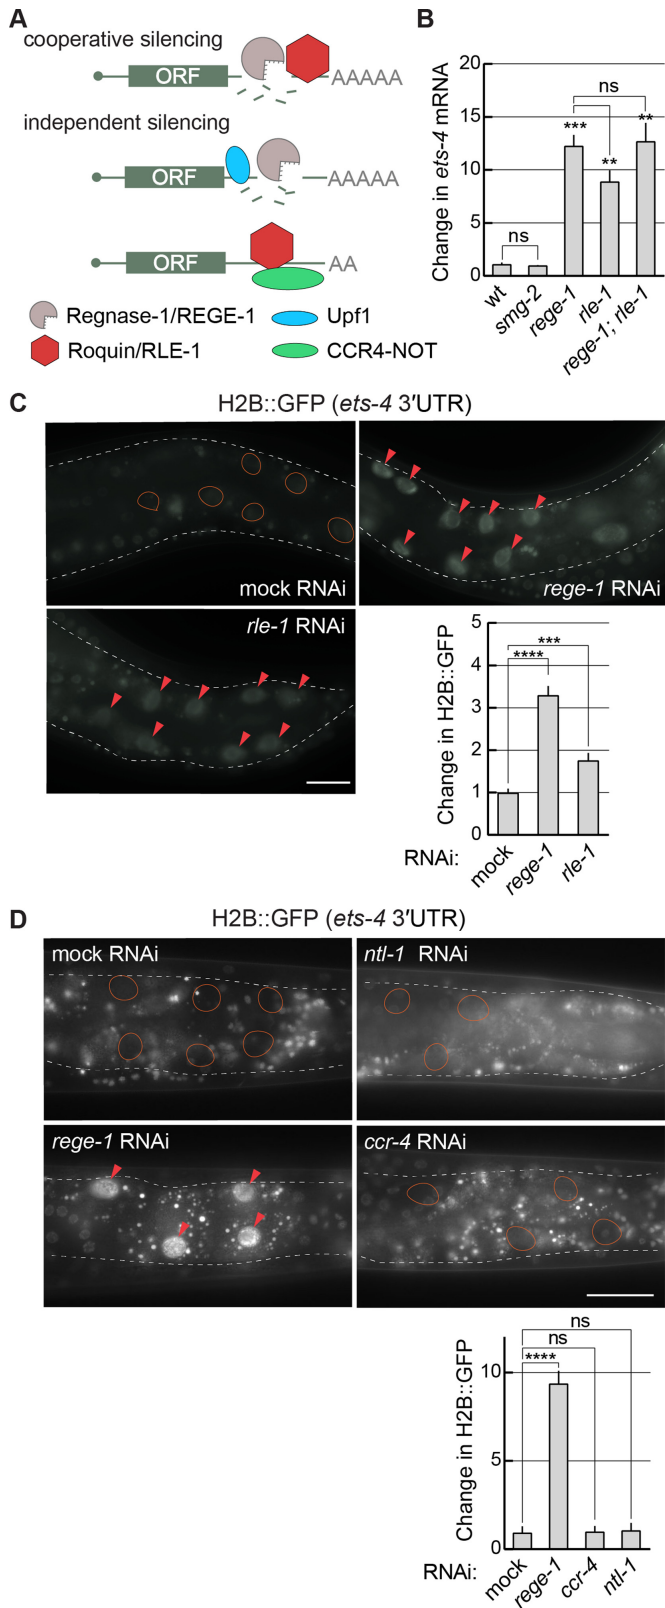 A
cooperative silencing
ORF
AAAAA
independent silencing
ORF
AAAAA
ORF
AA
Regnase-1/REGE-1
Upf1
Roquin/RLE-1
CCR4-NOT
B
Change in ets-4 mRNA
20
15
10
5
0
ns
ns
***
**
**
wt
smg-2
rege-1
rle-1
rege-1; rle-1
C
H2B::GFP (ets-4 3′UTR)
mock RNAi
rege-1 RNAi
rle-1 RNAi
Change in H2B::GFP
5
4
3
2
1
0
***
****
RNAi:
mock
rege-1
rle-1
D
H2B::GFP (ets-4 3′UTR)
mock RNAi
ntl-1 RNAi
rege-1 RNAi
ccr-4 RNAi
Change in H2B::GFP
10
5
0
ns
ns
****
RNAi:
mock
rege-1
ccr-4
ntl-1